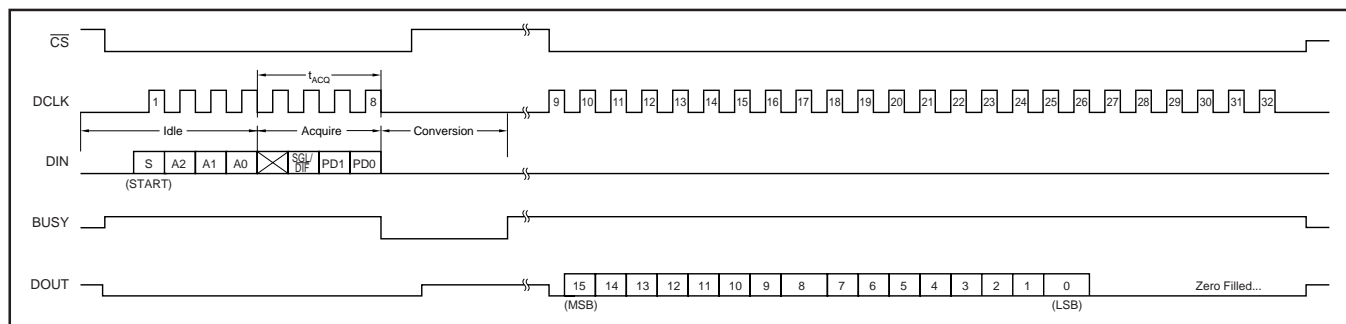 CS
tACQ
DCLK 1 8 9 10 11 12 13 14 15 16 17 18 19 20 21 22 23 24 25 26 27 28 29 30 31 32
Idle Acquire Conversion
DIN S A2 A1 A0 SGL/DIF PD1 PD0
(START)
BUSY
DOUT 15 14 13 12 11 10 9 8 7 6 5 4 3 2 1 0 Zero Filled...
(MSB) (LSB)